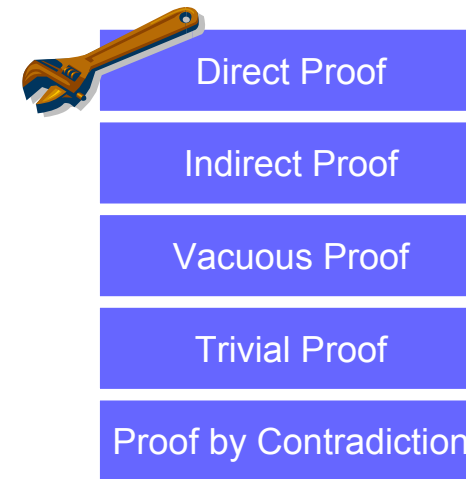 Direct Proof
Indirect Proof
Vacuous Proof
Trivial Proof
Proof by Contradiction